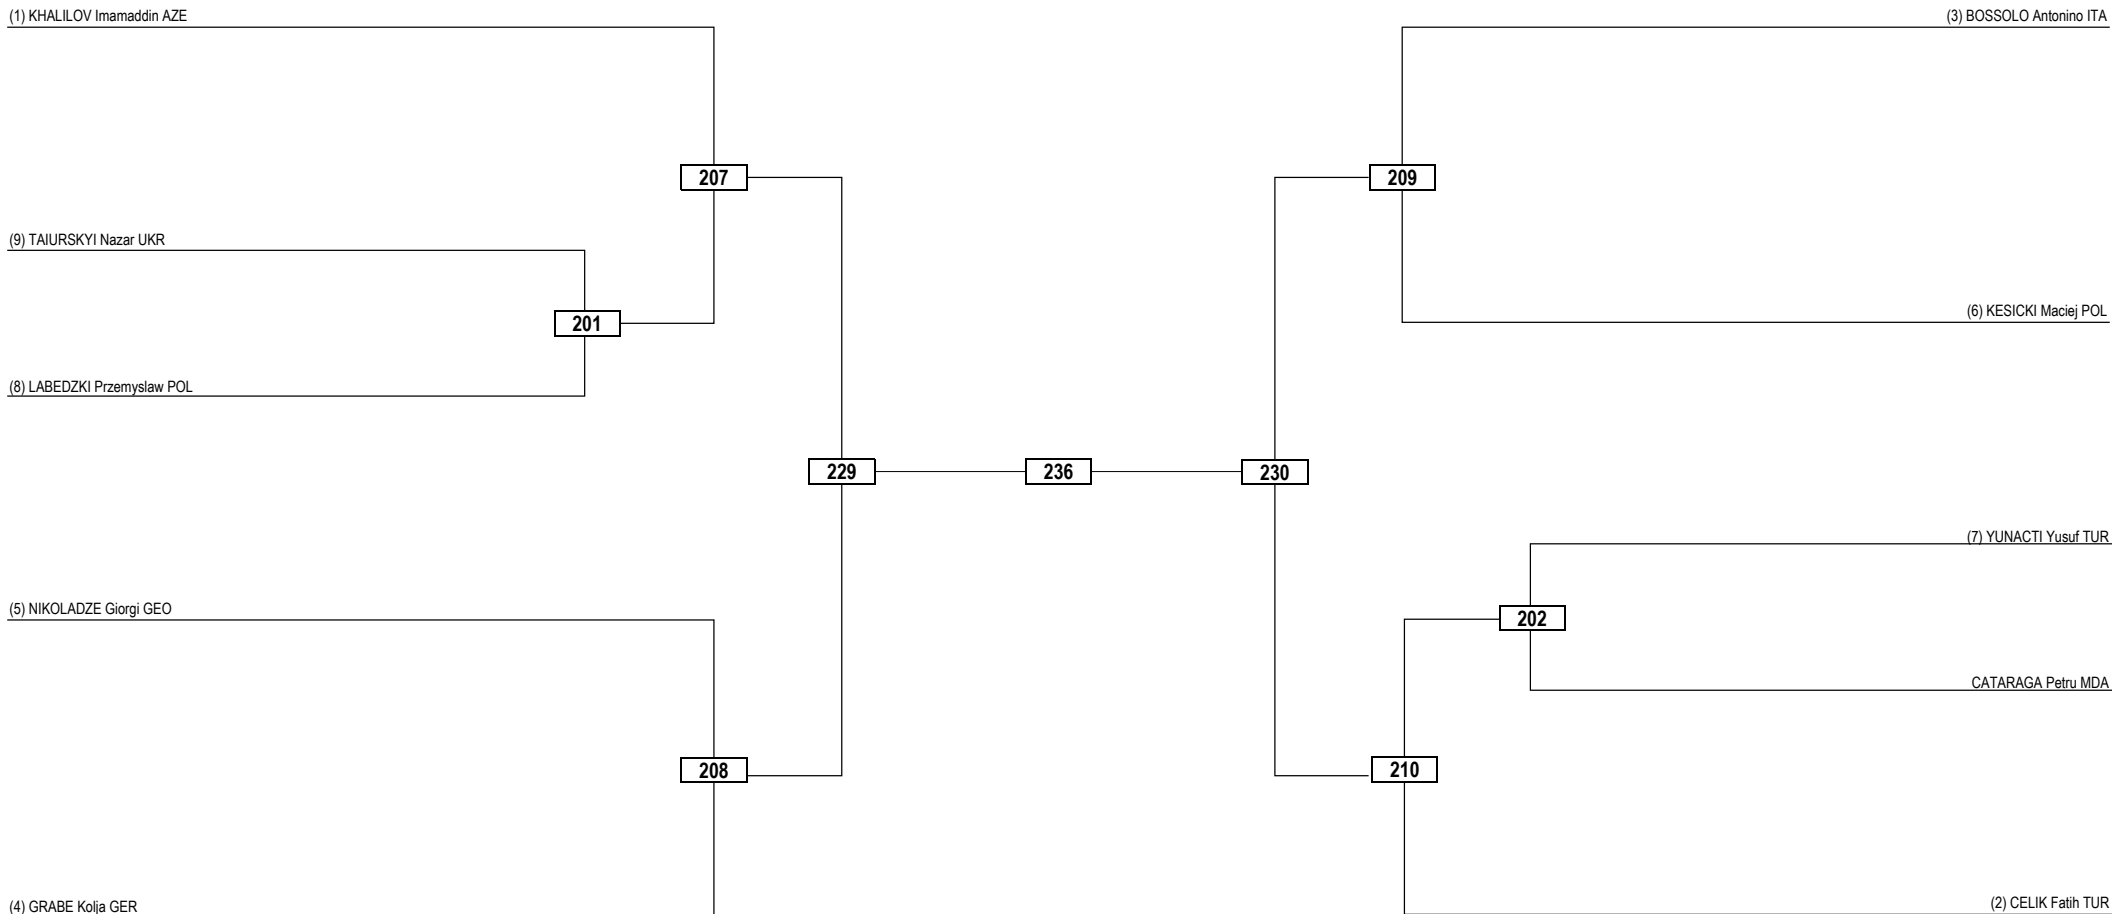 (1) KHALILOV Imamaddin AZE
(3) BOSSOLO Antonino ITA
207
209
(9) TAIURSKYI Nazar UKR
201
(6) KESICKI Maciej POL
(8) LABEDZKI Przemyslaw POL
229
236
230
(7) YUNACTI Yusuf TUR
(5) NIKOLADZE Giorgi GEO
202
CATARAGA Petru MDA
208
210
(4) GRABE Kolja GER
(2) CELIK Fatih TUR